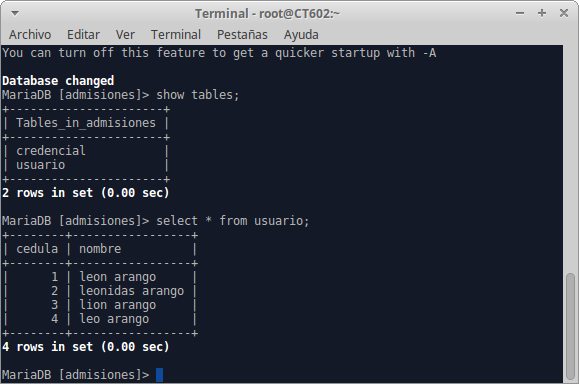 Terminal - root@CT602:~
Archivo Editar Ver Terminal Pestañas Ayuda
You can turn off this feature to get a quicker startup with -A
Database changed
MariaDB [admisiones]> show tables;
+----------------------+
| Tables_in_admisiones |
+----------------------+
| credencial           |
| usuario              |
+----------------------+
2 rows in set (0.00 sec)
MariaDB [admisiones]> select * from usuario;
+--------+-----------------+
| cedula | nombre          |
+--------+-----------------+
|      1 | leon arango     |
|      2 | leonidas arango |
|      3 | lion arango     |
|      4 | leo arango      |
+--------+-----------------+
4 rows in set (0.00 sec)
MariaDB [admisiones]>